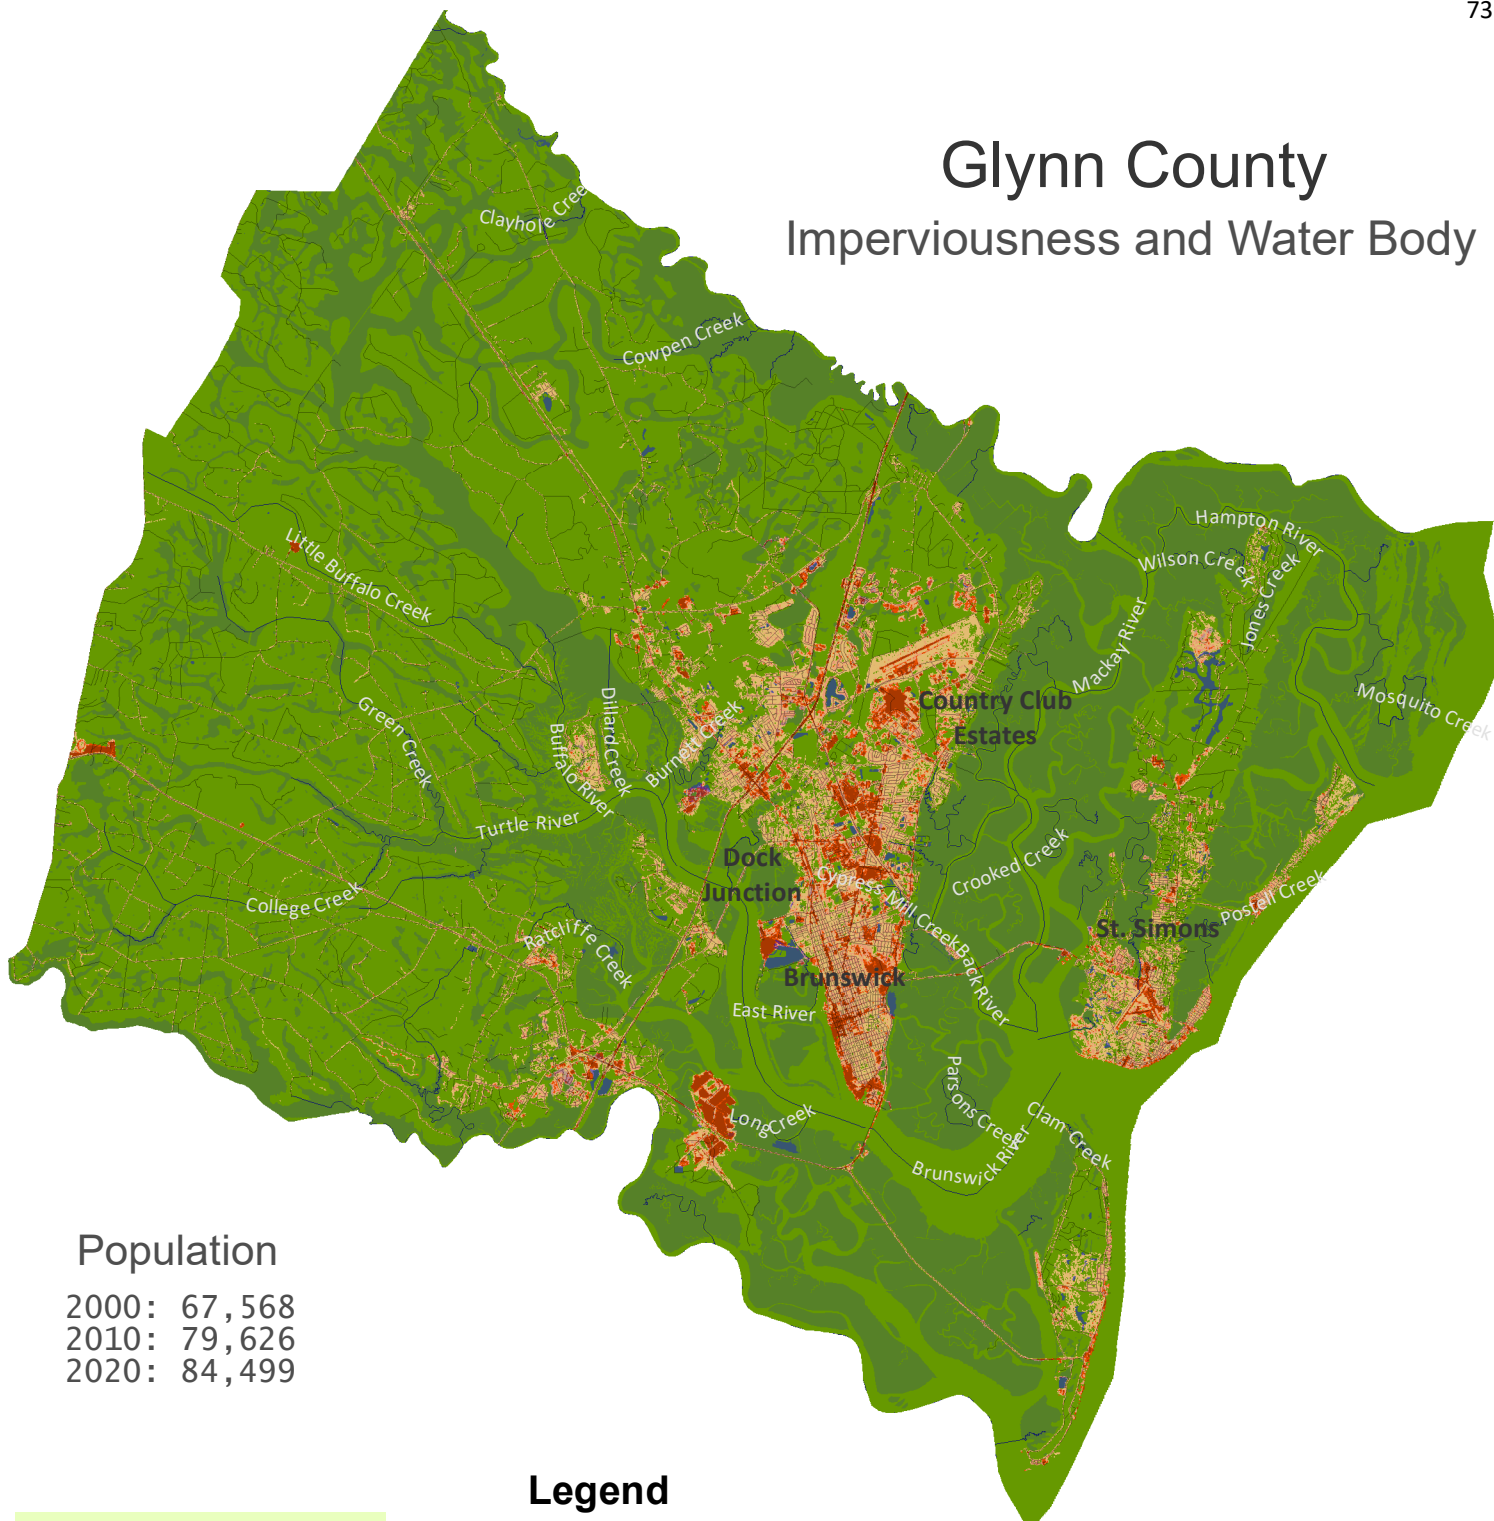 73
Glynn County
Imperviousness and Water Body
Clayhole Cree
Cowpen Creek
Hampton River
Wilson Creek
Little Buffalo Creek
Jones Creek
Mackay River
Mosquito Creek
Country Club
Estates
Green Creek
Dillard Creek
Buffalo River
Burnett Creek
Turtle River
Dock
Junction
Cypress Mill Creek
Crooked Creek
College Creek
Postell Creek
St. Simons
Ratcliffe Creek
Brunswick
Back River
East River
Parsons Creek
Long Creek
Clam Creek
Brunswick River
Population
2000: 67,568
2010: 79,626
2020: 84,499
Legend